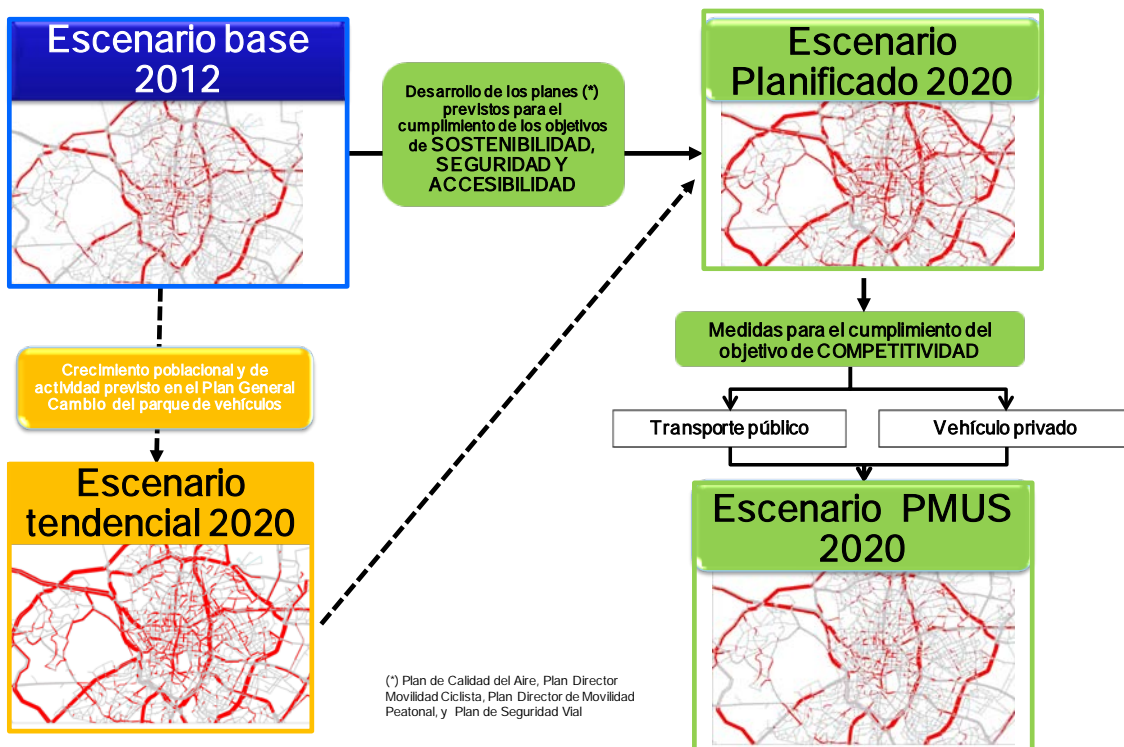 Escenario base
2012
Desarrollo de los planes (*)
previstos para el
cumplimiento de los objetivos
de SOSTENIBILIDAD,
SEGURIDAD Y
ACCESIBILIDAD
Escenario
Planificado 2020
Crecimiento poblacional y de
actividad previsto en el Plan General
Cambio del parque de vehículos
Medidas para el cumplimiento del
objetivo de COMPETITIVIDAD
Transporte público
Vehículo privado
Escenario
tendencial 2020
Escenario PMUS
2020
(*) Plan de Calidad del Aire, Plan Director
Movilidad Ciclista, Plan Director de Movilidad
Peatonal, y Plan de Seguridad Vial